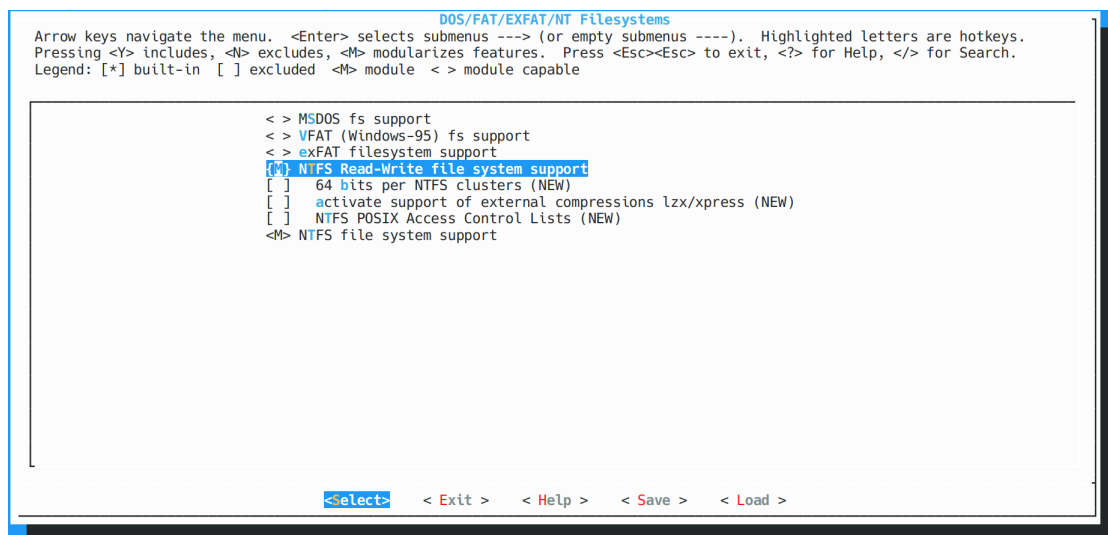 DOS/FAT/EXFAT/NT Filesystems
Arrow keys navigate the menu.  <Enter> selects submenus ---> (or empty submenus ----).  Highlighted letters are hotkeys.
Pressing <Y> includes, <N> excludes, <M> modularizes features.  Press <Esc><Esc> to exit, <?> for Help, </> for Search.
Legend: [*] built-in  [ ] excluded  <M> module  < > module capable
< > MSDOS fs support
< > VFAT (Windows-95) fs support
< > exFAT filesystem support
{M} NTFS Read-Write file system support
[ ]   64 bits per NTFS clusters (NEW)
[ ]   activate support of external compressions lzx/xpress (NEW)
[ ]   NTFS POSIX Access Control Lists (NEW)
<M> NTFS file system support
<Select>    < Exit >    < Help >    < Save >    < Load >